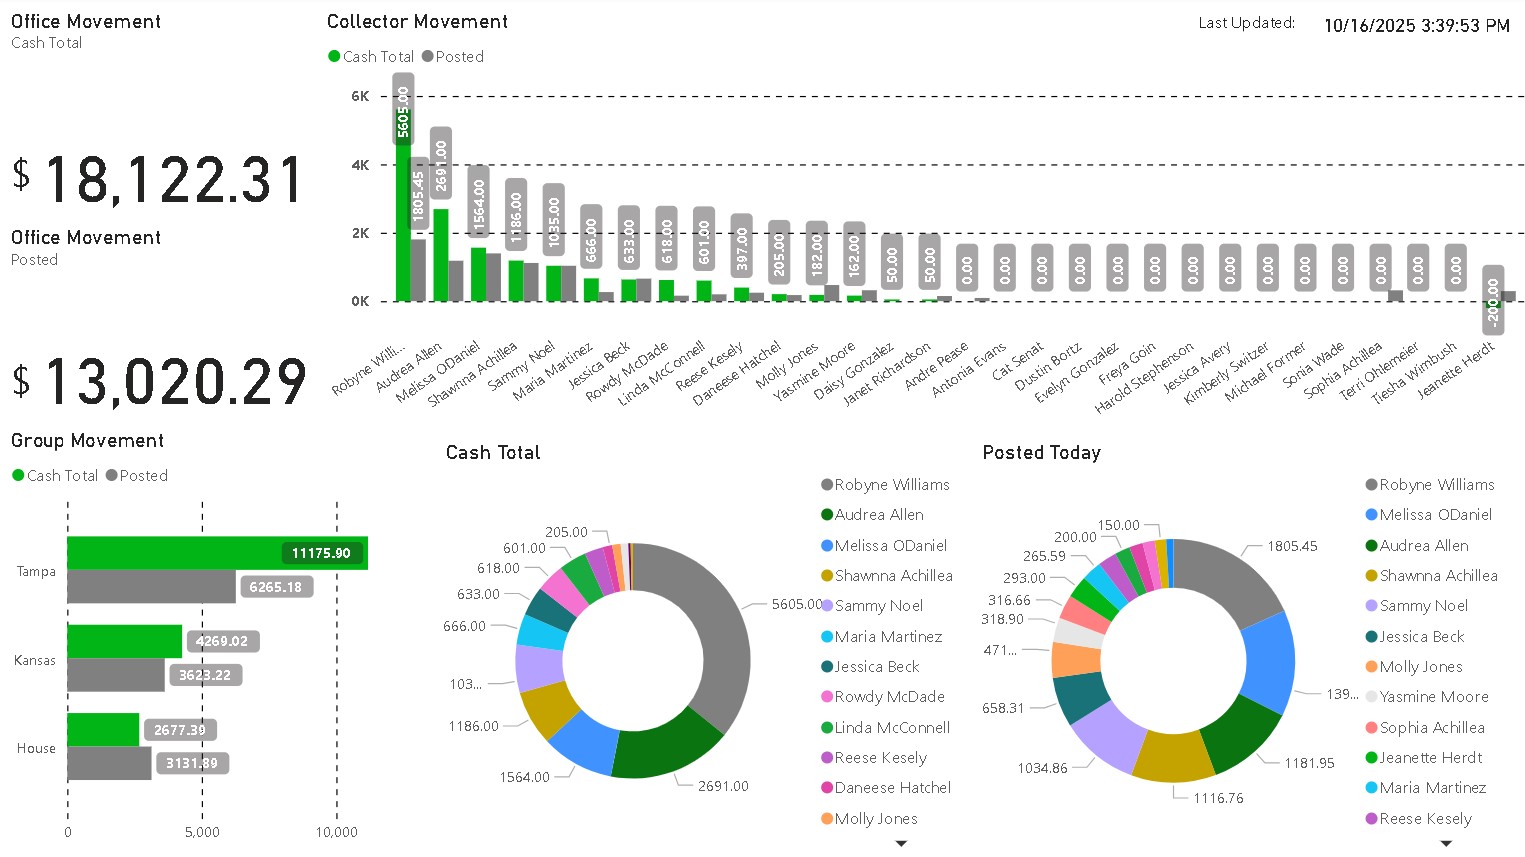 Office Movement
Cash Total
$ 18,122.31
Office Movement
Posted
$ 13,020.29
Collector Movement
Cash Total Posted
Last Updated: 10/16/2025 3:39:53 PM
6K
4K
2K
0K
5605.00
1805.45
2691.00
1564.00
1186.00
1035.00
666.00
633.00
618.00
601.00
397.00
205.00
182.00
162.00
50.00
50.00
0.00
0.00
0.00
0.00
0.00
0.00
0.00
0.00
0.00
0.00
0.00
0.00
0.00
0.00
-200.00
Robyne Willi...
Audrea Allen
Melissa ODaniel
Shawnna Achillea
Sammy Noel
Maria Martinez
Jessica Beck
Rowdy McDade
Linda McConnell
Reese Kesely
Daneese Hatchel
Molly Jones
Yasmine Moore
Daisy Gonzalez
Janet Richardson
Andre Pease
Antonia Evans
Cat Senat
Dustin Bortz
Evelyn Gonzalez
Freya Goin
Harold Stephenson
Jessica Avery
Kimberly Switzer
Michael Former
Sonia Wade
Sophia Achillea
Terri Ohlemeier
Tiesha Wimbush
Jeanette Herdt
Group Movement
Cash Total Posted
Tampa
11175.90
6265.18
Kansas
4269.02
3623.22
House
2677.39
3131.89
0 5,000 10,000
Cash Total
205.00
601.00
618.00
633.00
666.00
103...
1186.00
1564.00
2691.00
5605.00
Robyne Williams
Audrea Allen
Melissa ODaniel
Shawnna Achillea
Sammy Noel
Maria Martinez
Jessica Beck
Rowdy McDade
Linda McConnell
Reese Kesely
Daneese Hatchel
Molly Jones
Posted Today
150.00
200.00
265.59
293.00
316.66
318.90
471...
658.31
1034.86
1116.76
1181.95
139...
1805.45
Robyne Williams
Melissa ODaniel
Audrea Allen
Shawnna Achillea
Sammy Noel
Jessica Beck
Molly Jones
Yasmine Moore
Sophia Achillea
Jeanette Herdt
Maria Martinez
Reese Kesely